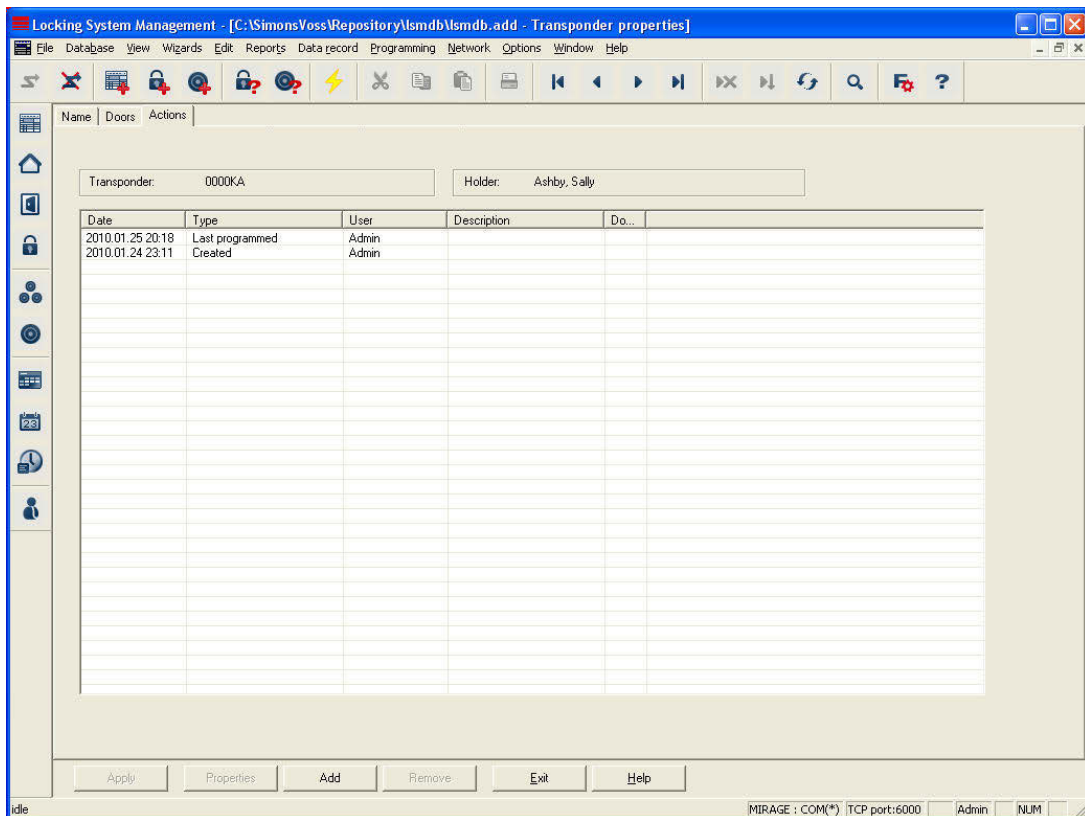 Locking System Management - [C:\SimonsVoss\Repository\lsmdb\lsmdb.add - Transponder properties]
File Database View Wizards Edit Reports Data record Programming Network Options Window Help
Name Doors Actions
Transponder: 0000KA Holder: Ashby, Sally
Date Type User Description Do...
2010.01.25 20:18 Last programmed Admin
2010.01.24 23:11 Created Admin
23
Apply Properties Add Remove Exit Help
idle MIRAGE : COM(*) TCP port:6000 Admin NUM